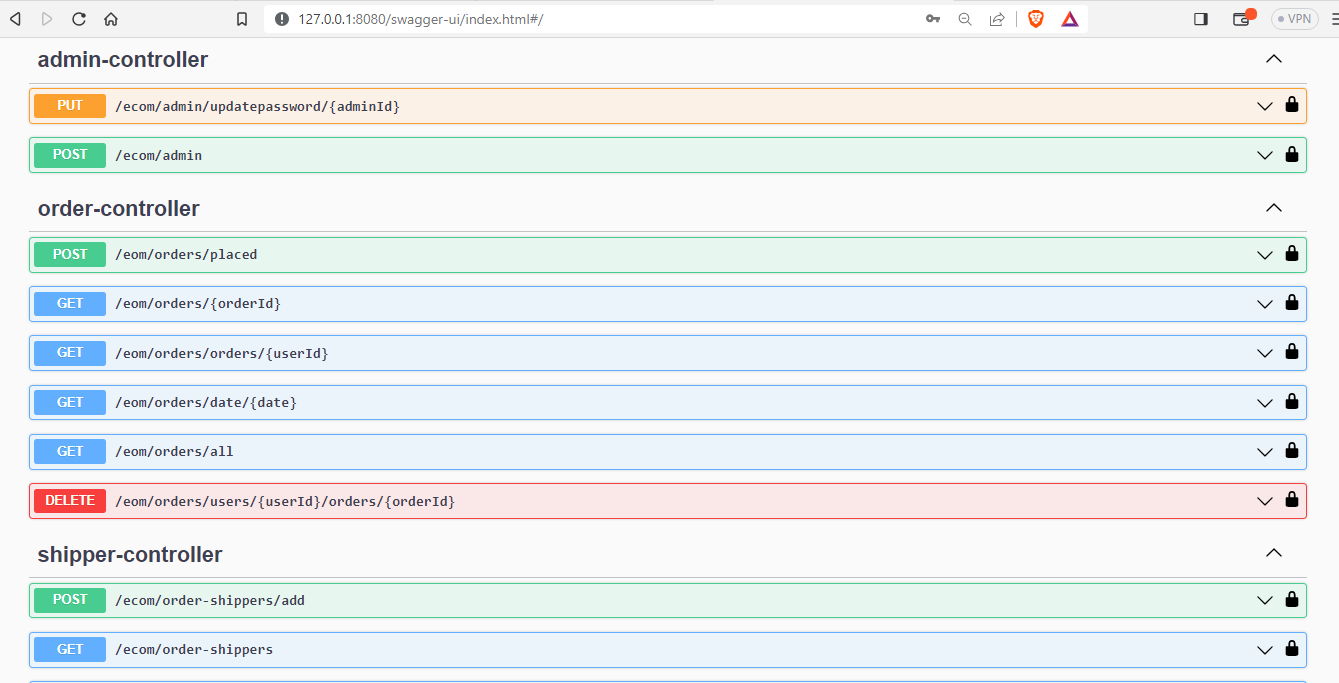 127.0.0.1:8080/swagger-ui/index.html#/
VPN
admin-controller
PUT /ecom/admin/updatepassword/{adminId}
POST /ecom/admin
order-controller
POST /eom/orders/placed
GET /eom/orders/{orderId}
GET /eom/orders/orders/{userId}
GET /eom/orders/date/{date}
GET /eom/orders/all
DELETE /eom/orders/users/{userId}/orders/{orderId}
shipper-controller
POST /ecom/order-shippers/add
GET /ecom/order-shippers